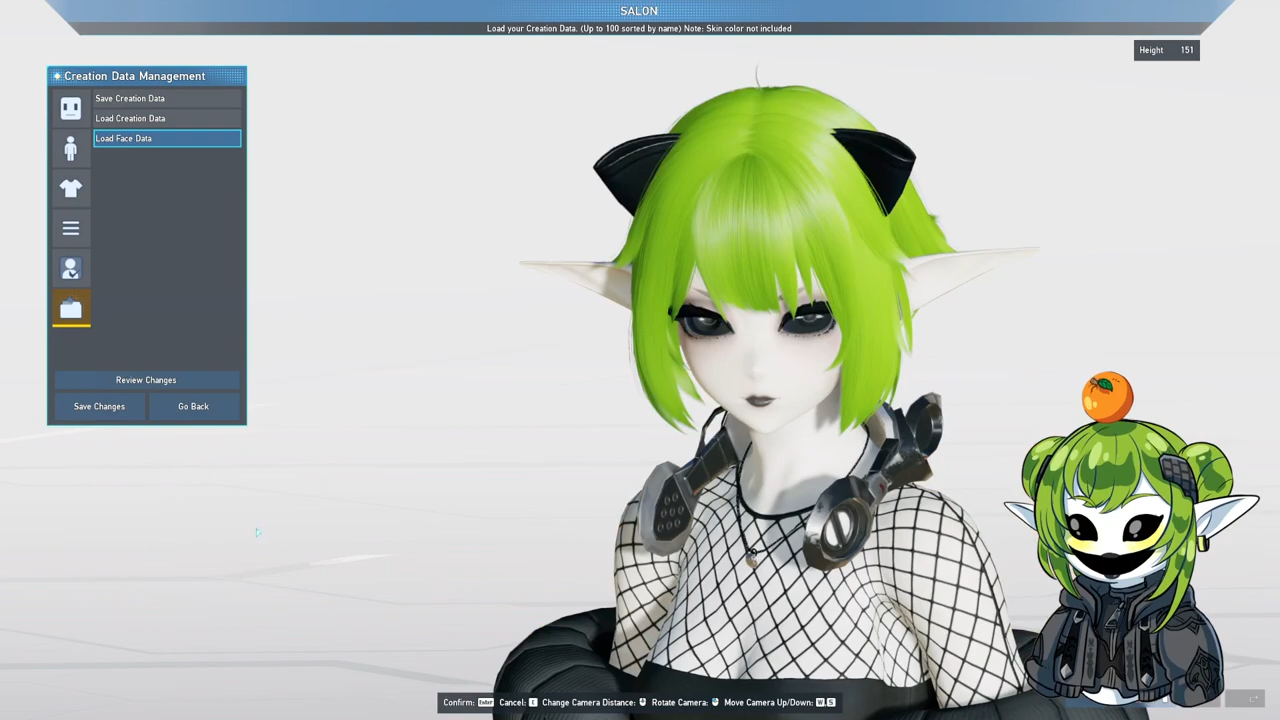 SALON
Load your Creation Data. (Up to 100 sorted by name) Note: Skin color not included
Height 151
Creation Data Management
Save Creation Data
Load Creation Data
Load Face Data
Review Changes
Save Changes
Go Back
Confirm: Enter Cancel: E Change Camera Distance: Rotate Camera: Move Camera Up/Down: W S